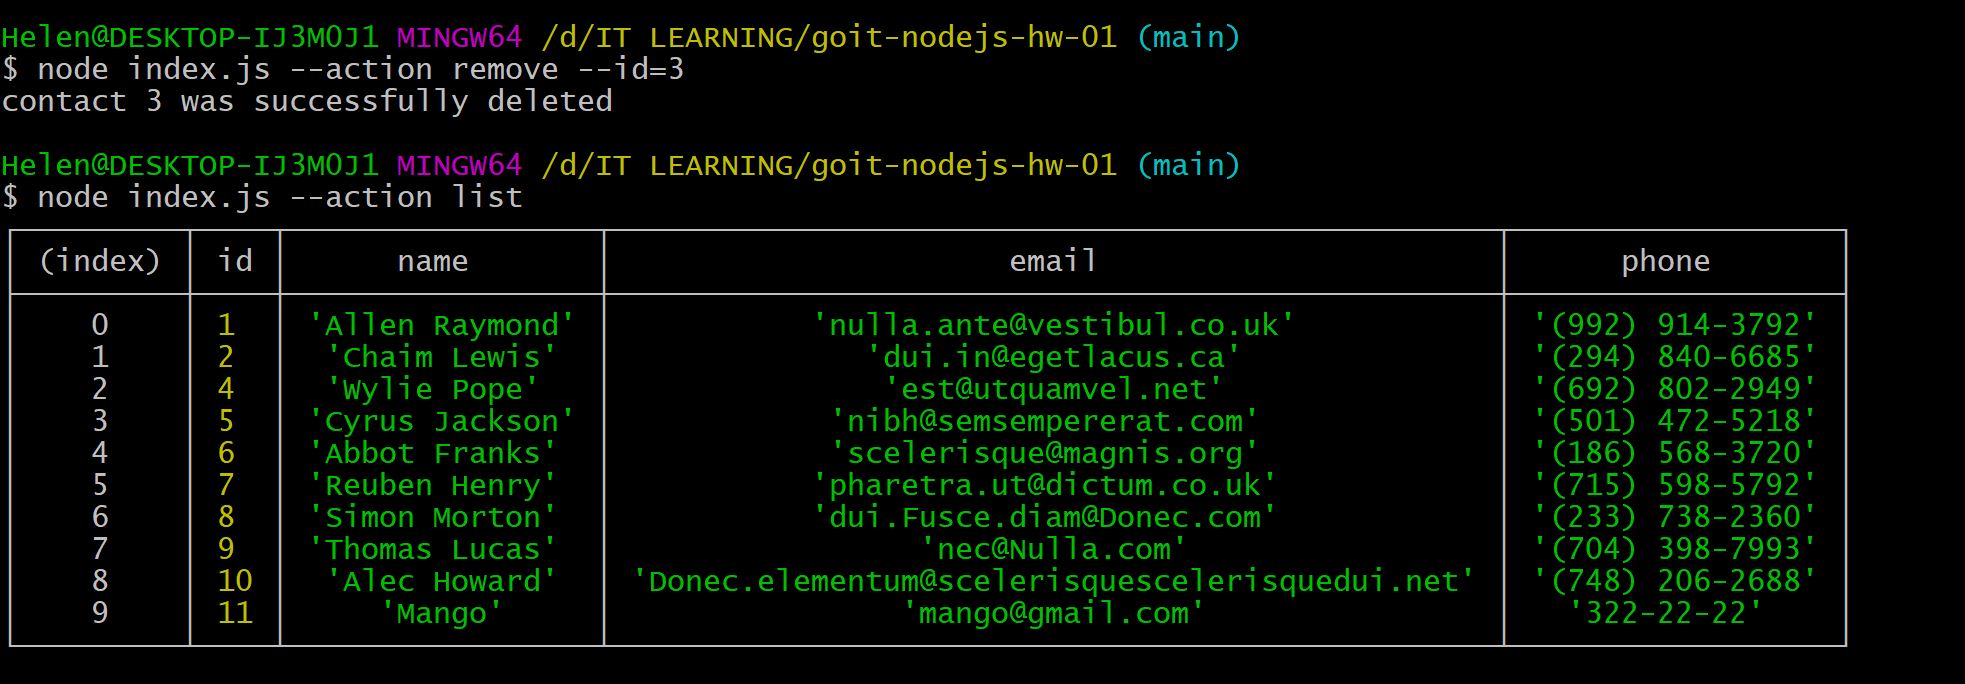 Helen@DESKTOP-IJ3M0J1 MINGW64 /d/IT LEARNING/goit-nodejs-hw-01 (main)
$ node index.js --action remove --id=3
contact 3 was successfully deleted
Helen@DESKTOP-IJ3M0J1 MINGW64 /d/IT LEARNING/goit-nodejs-hw-01 (main)
$ node index.js --action list
(index) id name email phone
0 1 'Allen Raymond' 'nulla.ante@vestibul.co.uk' '(992) 914-3792'
1 2 'Chaim Lewis' 'dui.in@egetlacus.ca' '(294) 840-6685'
2 4 'Wylie Pope' 'est@utquamvel.net' '(692) 802-2949'
3 5 'Cyrus Jackson' 'nibh@semsempererat.com' '(501) 472-5218'
4 6 'Abbot Franks' 'scelerisque@magnis.org' '(186) 568-3720'
5 7 'Reuben Henry' 'pharetra.ut@dictum.co.uk' '(715) 598-5792'
6 8 'Simon Morton' 'dui.Fusce.diam@Donec.com' '(233) 738-2360'
7 9 'Thomas Lucas' 'nec@Nulla.com' '(704) 398-7993'
8 10 'Alec Howard' 'Donec.elementum@scelerisquescelerisquedui.net' '(748) 206-2688'
9 11 'Mango' 'mango@gmail.com' '322-22-22'